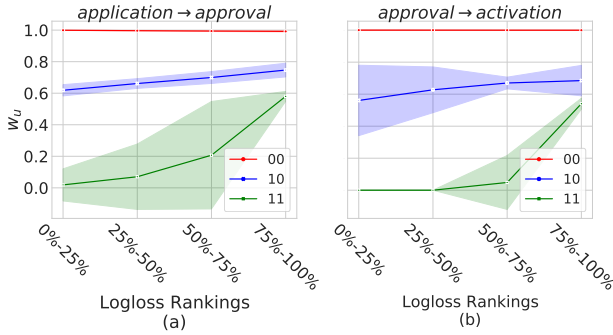 application → approval
approval → activation
w_u
1.0
0.8
0.6
0.4
0.2
0.0
00
10
11
00
10
11
0%-25%
25%-50%
50%-75%
75%-100%
0%-25%
25%-50%
50%-75%
75%-100%
Logloss Rankings
(a)
Logloss Rankings
(b)